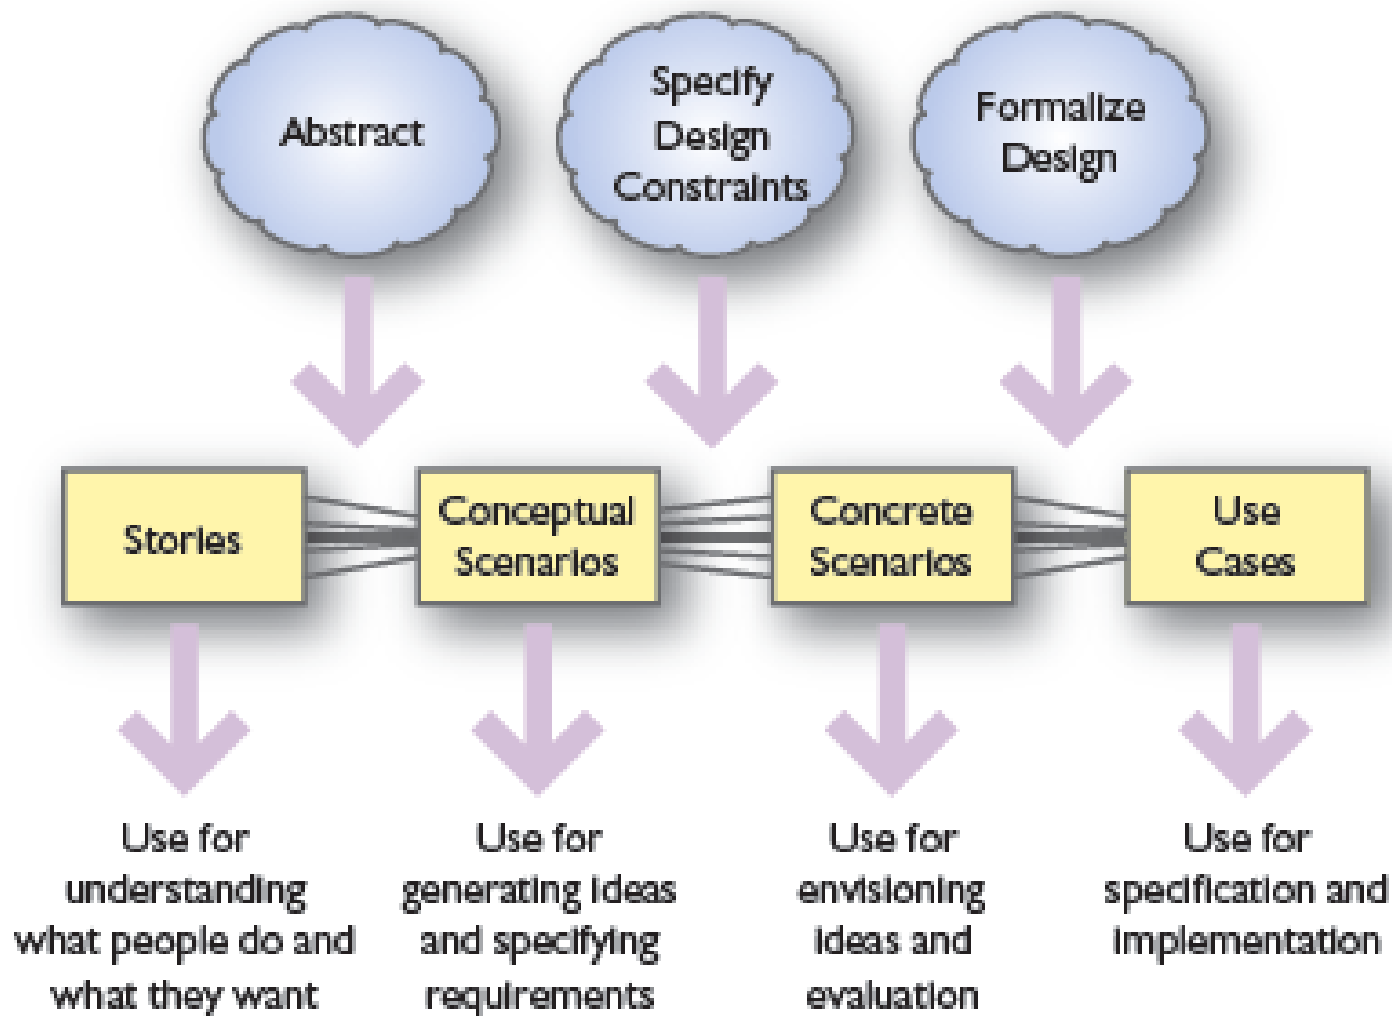 Abstract
Specify
Design
Constraints
Formalize
Design
Stories
Conceptual
Scenarios
Concrete
Scenarios
Use
Cases
Use for
understanding
what people do and
what they want
Use for
generating ideas
and specifying
requirements
Use for
envisioning
ideas and
evaluation
Use for
specification and
implementation